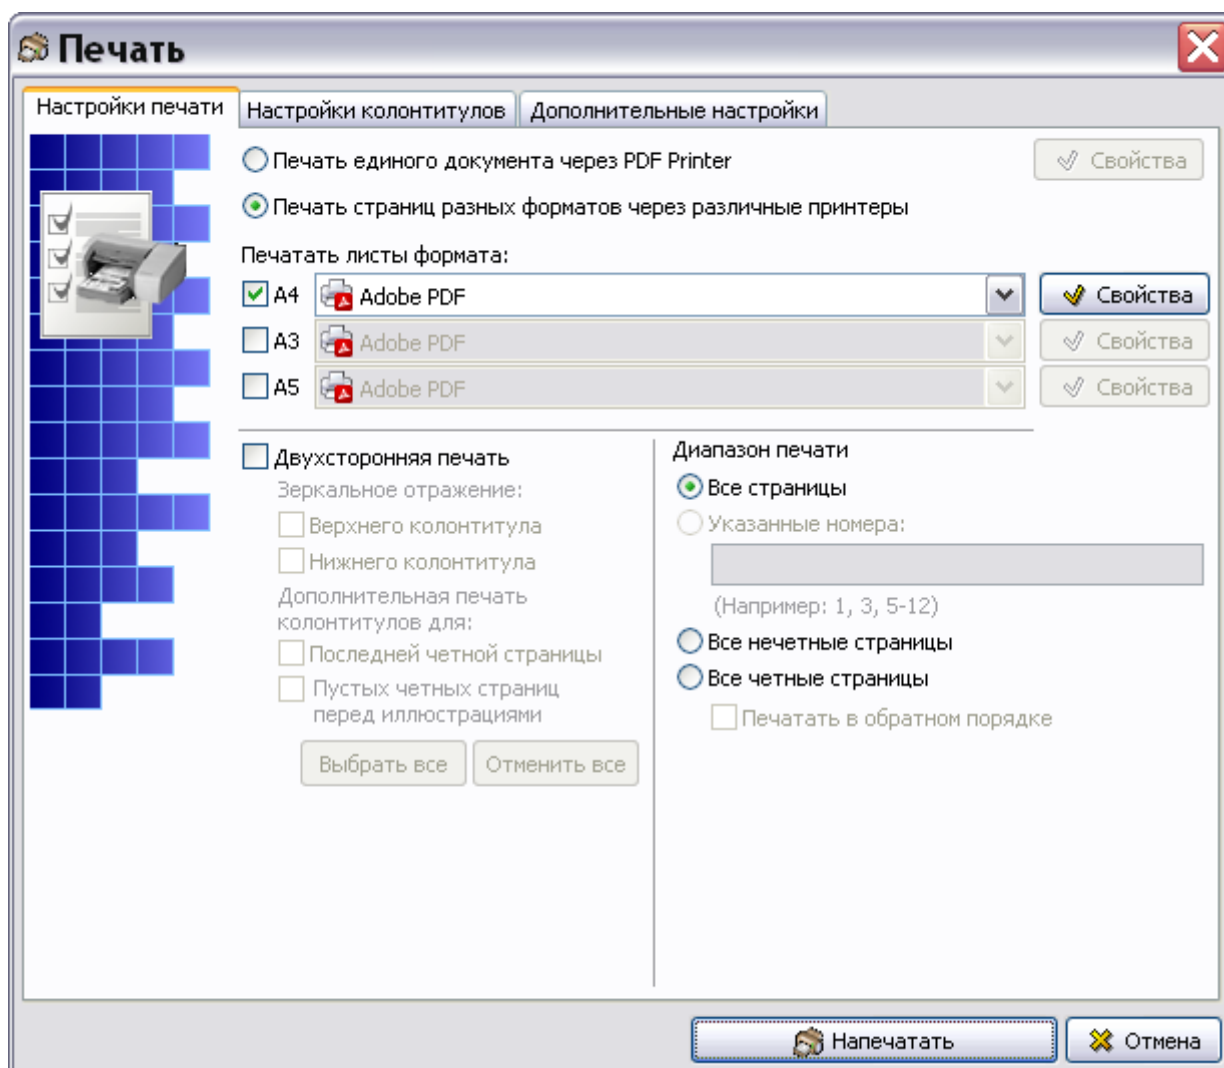 Печать
Настройки печати
Настройки колонтитулов
Дополнительные настройки
Печать единого документа через PDF Printer
Свойства
Печать страниц разных форматов через различные принтеры
Печатать листы формата:
A4
Adobe PDF
Свойства
A3
Adobe PDF
Свойства
A5
Adobe PDF
Свойства
Двухсторонняя печать
Зеркальное отражение:
Верхнего колонтитула
Нижнего колонтитула
Дополнительная печать
колонтитулов для:
Последней четной страницы
Пустых четных страниц
перед иллюстрациями
Выбрать все
Отменить все
Диапазон печати
Все страницы
Указанные номера:
(Например: 1, 3, 5-12)
Все нечетные страницы
Все четные страницы
Печатать в обратном порядке
Напечатать
Отмена